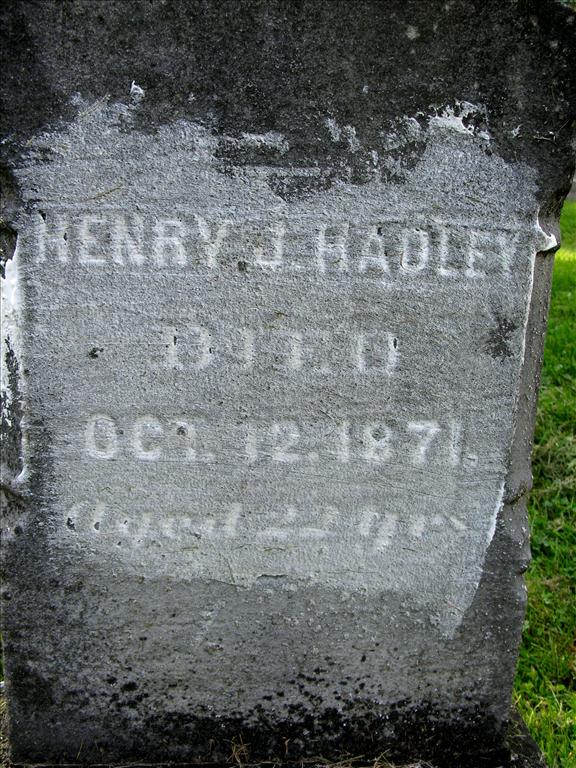 HENRY J. HADLEY
DIED
OCT. 12. 1871.
Aged 22 yrs